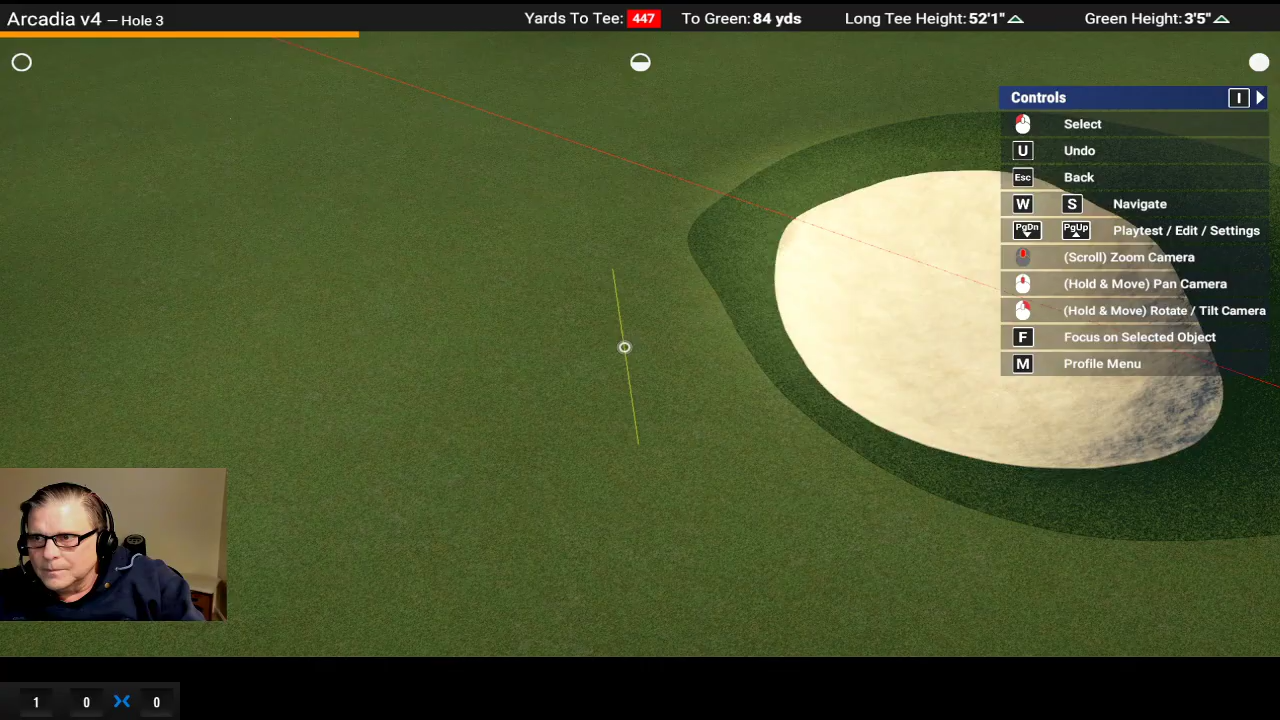 Arcadia v4 – Hole 3
Yards To Tee: 447 To Green: 84 yds Long Tee Height: 52'1" Green Height: 3'5"
Controls I
Select
U Undo
Esc Back
W S Navigate
PgDn PgUp Playtest / Edit / Settings
(Scroll) Zoom Camera
(Hold & Move) Pan Camera
(Hold & Move) Rotate / Tilt Camera
F Focus on Selected Object
M Profile Menu
1 0 0